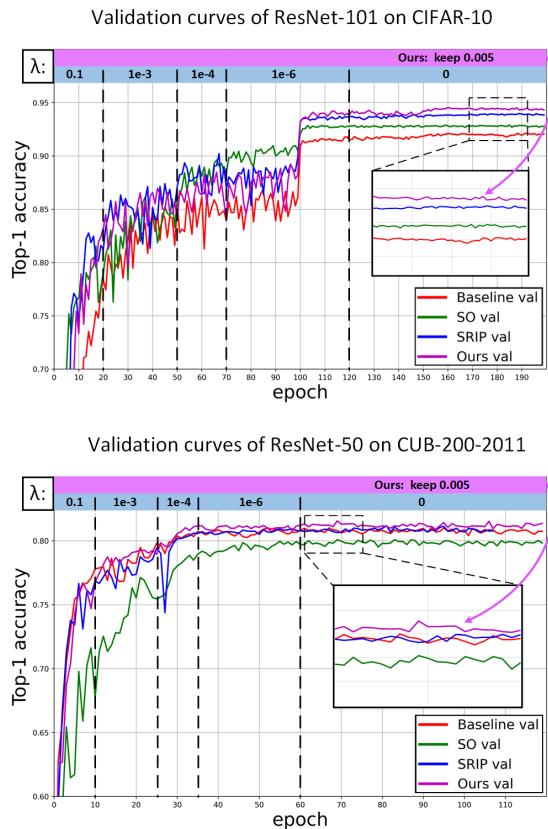 Validation curves of ResNet-101 on CIFAR-10
λ:
Ours: keep 0.005
0.1 1e-3 1e-4 1e-6 0
0.95
0.90
0.85
0.80
0.75
0.70
Top-1 accuracy
Baseline val
SO val
SRIP val
Ours val
0 10 20 30 40 50 60 70 80 90 100 110 120 130 140 150 160 170 180 190
epoch
Validation curves of ResNet-50 on CUB-200-2011
λ:
Ours: keep 0.005
0.1 1e-3 1e-4 1e-6 0
0.80
0.75
0.70
0.65
0.60
Top-1 accuracy
Baseline val
SO val
SRIP val
Ours val
0 10 20 30 40 50 60 70 80 90 100 110
epoch